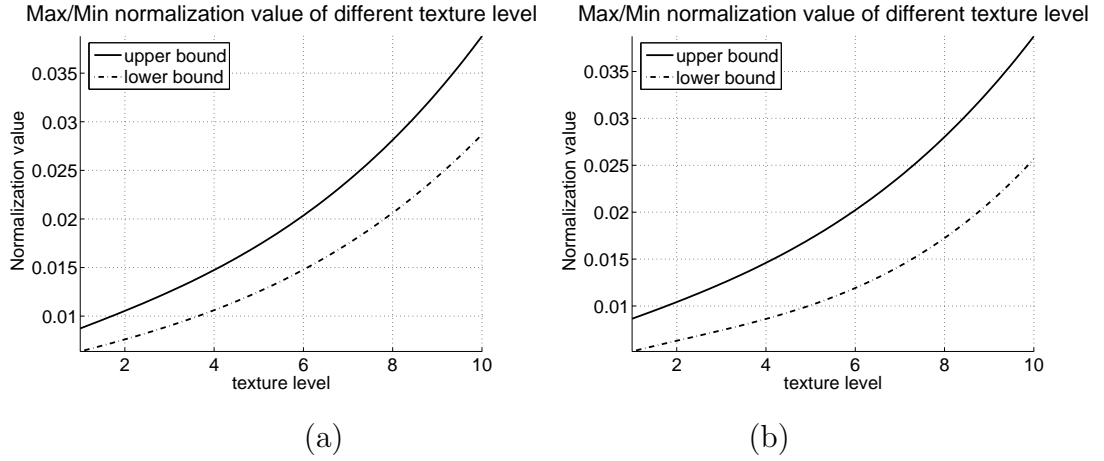 Max/Min normalization value of different texture level
upper bound
lower bound
0.035
0.03
0.025
0.02
0.015
0.01
Normalization value
2 4 6 8 10
texture level
(a)
Max/Min normalization value of different texture level
upper bound
lower bound
0.035
0.03
0.025
0.02
0.015
0.01
Normalization value
2 4 6 8 10
texture level
(b)